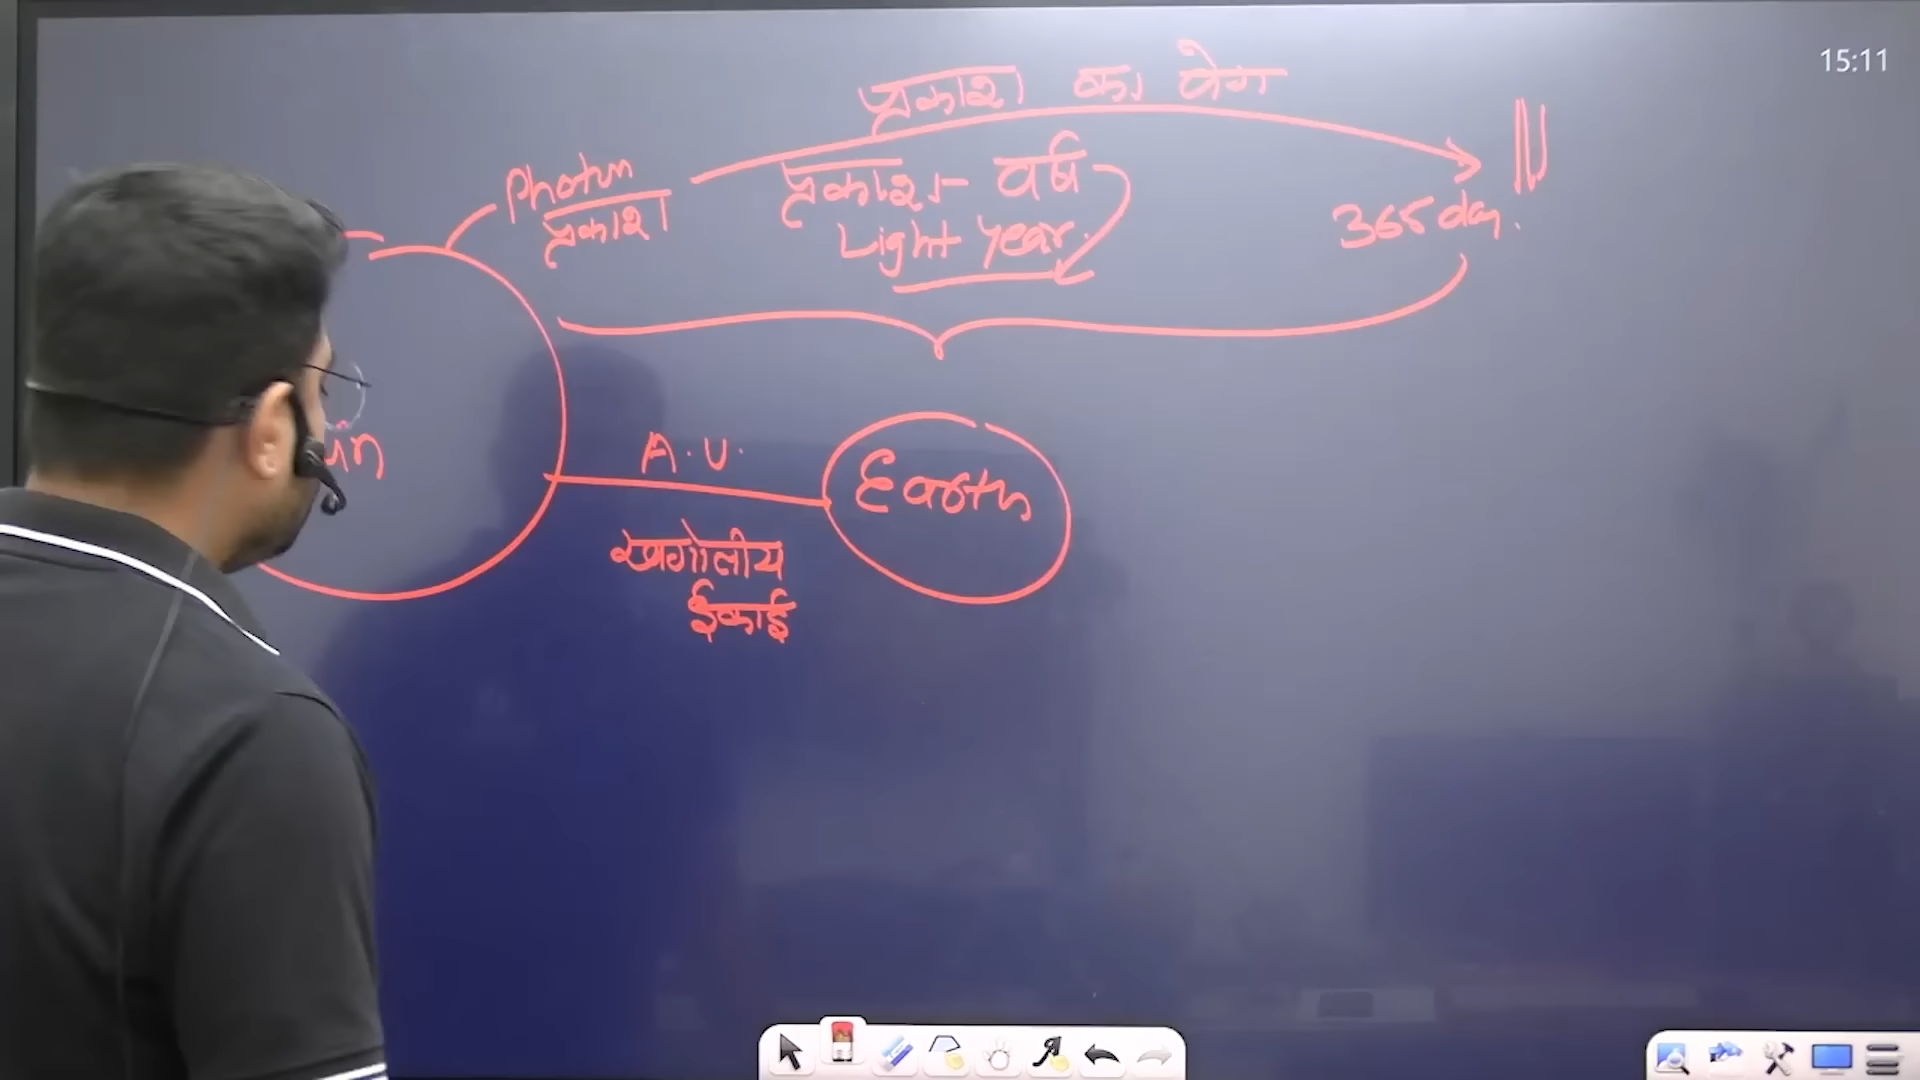 15:11
प्रकाश का वेग
Photon
प्रकाश
प्रकाश- वर्ष
Light year.
365 day.
A.U.
Earth
खगोलीय
ईकाई